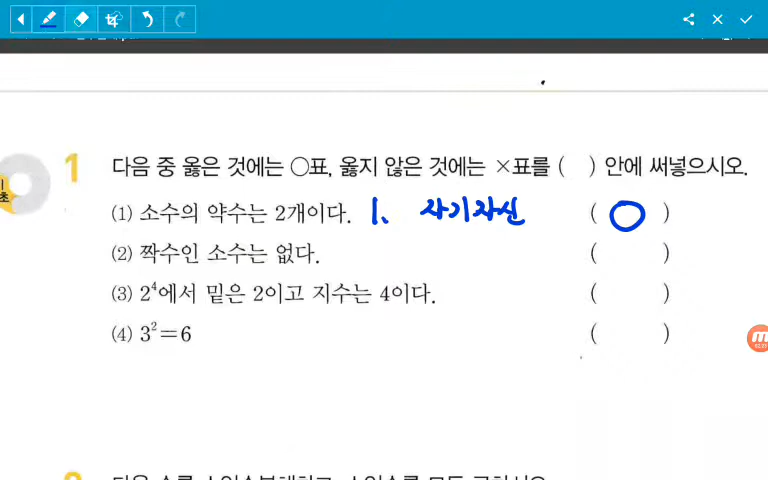 1 다음 중 옳은 것에는 ○표, 옳지 않은 것에는 ×표를 ( ) 안에 써넣으시오.
⑴ 소수의 약수는 2개이다. 1、 자기자신 ( ○ )
⑵ 짝수인 소수는 없다. ( )
⑶ 2⁴에서 밑은 2이고 지수는 4이다. ( )
⑷ 3²=6 ( )